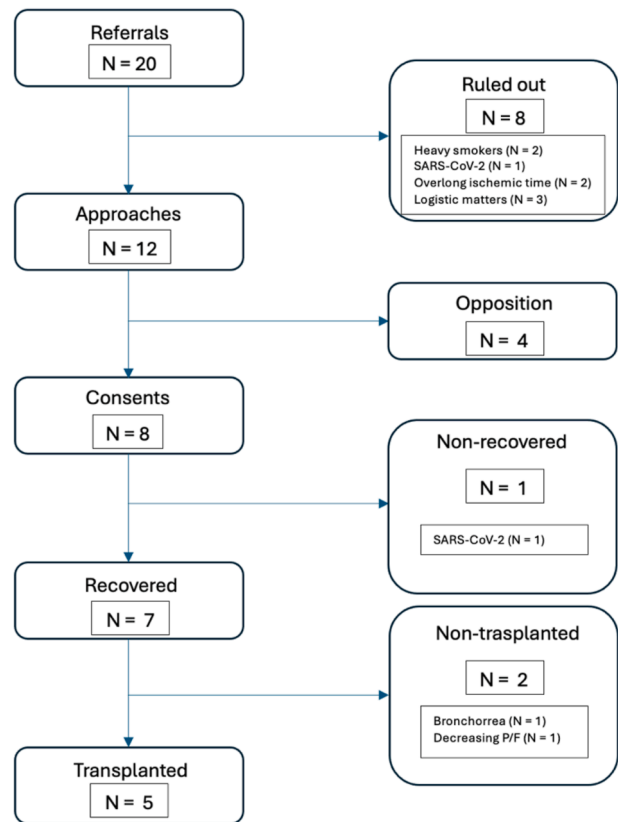 Referrals
N = 20
Ruled out
N = 8
Heavy smokers (N = 2)
SARS-CoV-2 (N = 1)
Overlong ischemic time (N = 2)
Logistic matters (N = 3)
Approaches
N = 12
Opposition
N = 4
Consents
N = 8
Non-recovered
N = 1
SARS-CoV-2 (N = 1)
Recovered
N = 7
Non-trasplanted
N = 2
Bronchorrea (N = 1)
Decreasing P/F (N = 1)
Transplanted
N = 5